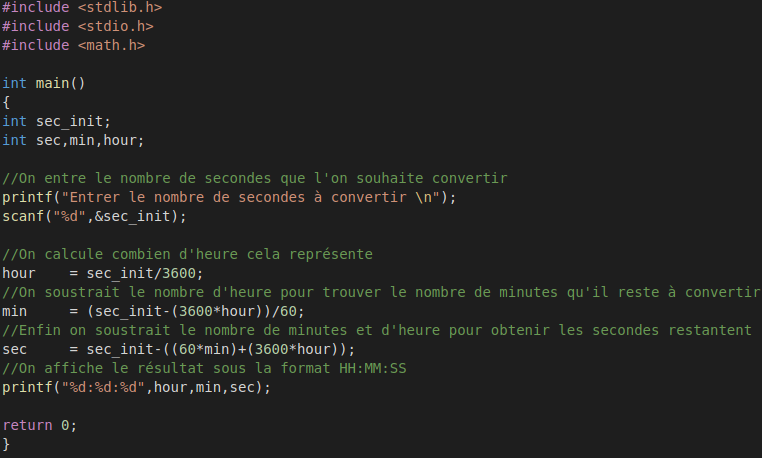 #include <stdlib.h>
#include <stdio.h>
#include <math.h>
int main()
{
int sec_init;
int sec,min,hour;
//On entre le nombre de secondes que l'on souhaite convertir
printf("Entrer le nombre de secondes à convertir \n");
scanf("%d",&sec_init);
//On calcule combien d'heure cela représente
hour    = sec_init/3600;
//On soustrait le nombre d'heure pour trouver le nombre de minutes qu'il reste à convertir
min     = (sec_init-(3600*hour))/60;
//Enfin on soustrait le nombre de minutes et d'heure pour obtenir les secondes restantent
sec     = sec_init-((60*min)+(3600*hour));
//On affiche le résultat sous la format HH:MM:SS
printf("%d:%d:%d",hour,min,sec);
return 0;
}